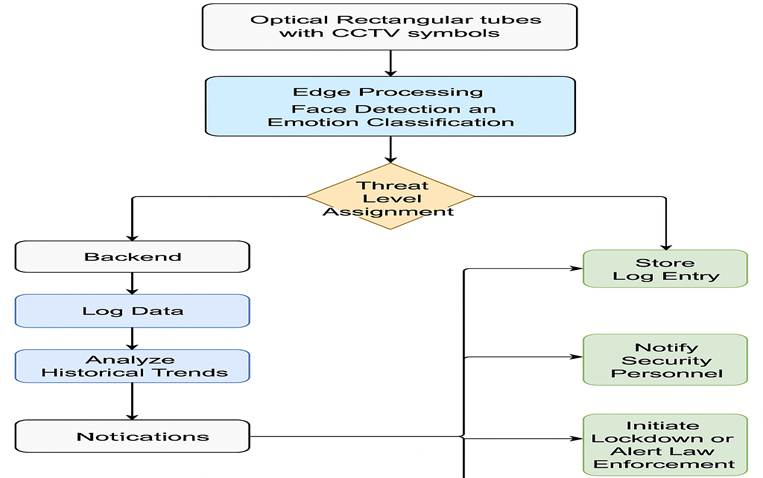 Optical Rectangular tubes
with CCTV symbols
Edge Processing
Face Detection an
Emotion Classification
Threat
Level
Assignment
Backend
Log Data
Analyze
Historical Trends
Notications
Store
Log Entry
Notify
Security
Personnel
Initiate
Lockdown or
Alert Law
Enforcement